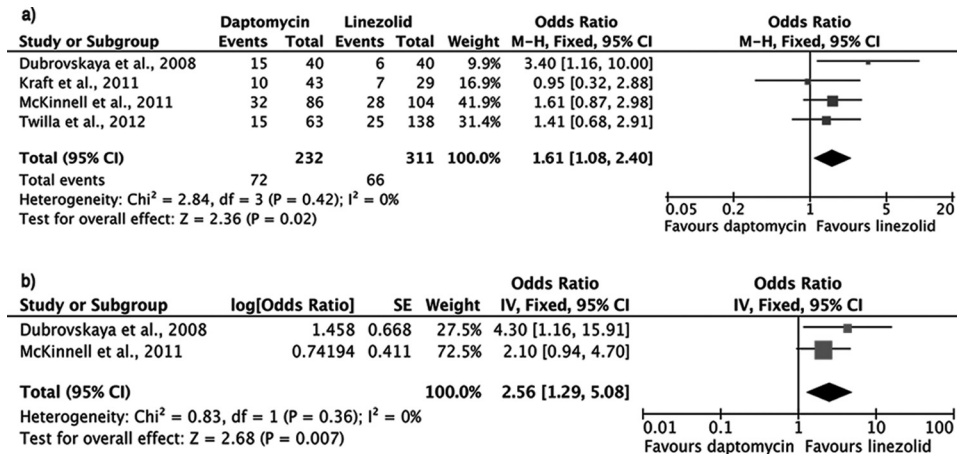 a)
Daptomycin Linezolid Odds Ratio Odds Ratio
Study or Subgroup Events Total Events Total Weight M-H, Fixed, 95% CI M-H, Fixed, 95% CI
Dubrovskaya et al., 2008 15 40 6 40 9.9% 3.40 [1.16, 10.00]
Kraft et al., 2011 10 43 7 29 16.9% 0.95 [0.32, 2.88]
McKinnell et al., 2011 32 86 28 104 41.9% 1.61 [0.87, 2.98]
Twilla et al., 2012 15 63 25 138 31.4% 1.41 [0.68, 2.91]
Total (95% CI) 232 311 100.0% 1.61 [1.08, 2.40]
Total events 72 66
Heterogeneity: Chi² = 2.84, df = 3 (P = 0.42); I² = 0%
Test for overall effect: Z = 2.36 (P = 0.02)
0.05 0.2 1 5 20
Favours daptomycin Favours linezolid
b)
Odds Ratio Odds Ratio
Study or Subgroup log[Odds Ratio] SE Weight IV, Fixed, 95% CI IV, Fixed, 95% CI
Dubrovskaya et al., 2008 1.458 0.668 27.5% 4.30 [1.16, 15.91]
McKinnell et al., 2011 0.74194 0.411 72.5% 2.10 [0.94, 4.70]
Total (95% CI) 100.0% 2.56 [1.29, 5.08]
Heterogeneity: Chi² = 0.83, df = 1 (P = 0.36); I² = 0%
Test for overall effect: Z = 2.68 (P = 0.007)
0.01 0.1 1 10 100
Favours daptomycin Favours linezolid